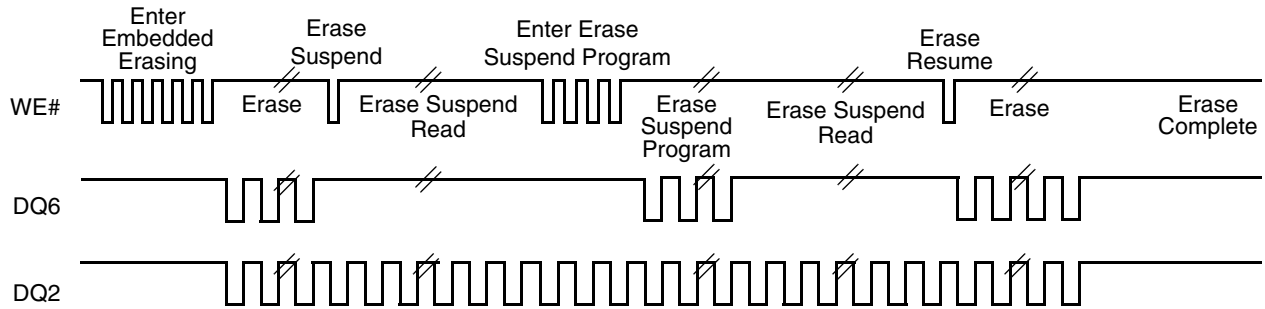 Enter
Embedded
Erasing
Erase
Suspend
Enter Erase
Suspend Program
Erase
Resume
WE#
Erase
Erase Suspend
Read
Erase
Suspend
Program
Erase Suspend
Read
Erase
Erase
Complete
DQ6
DQ2